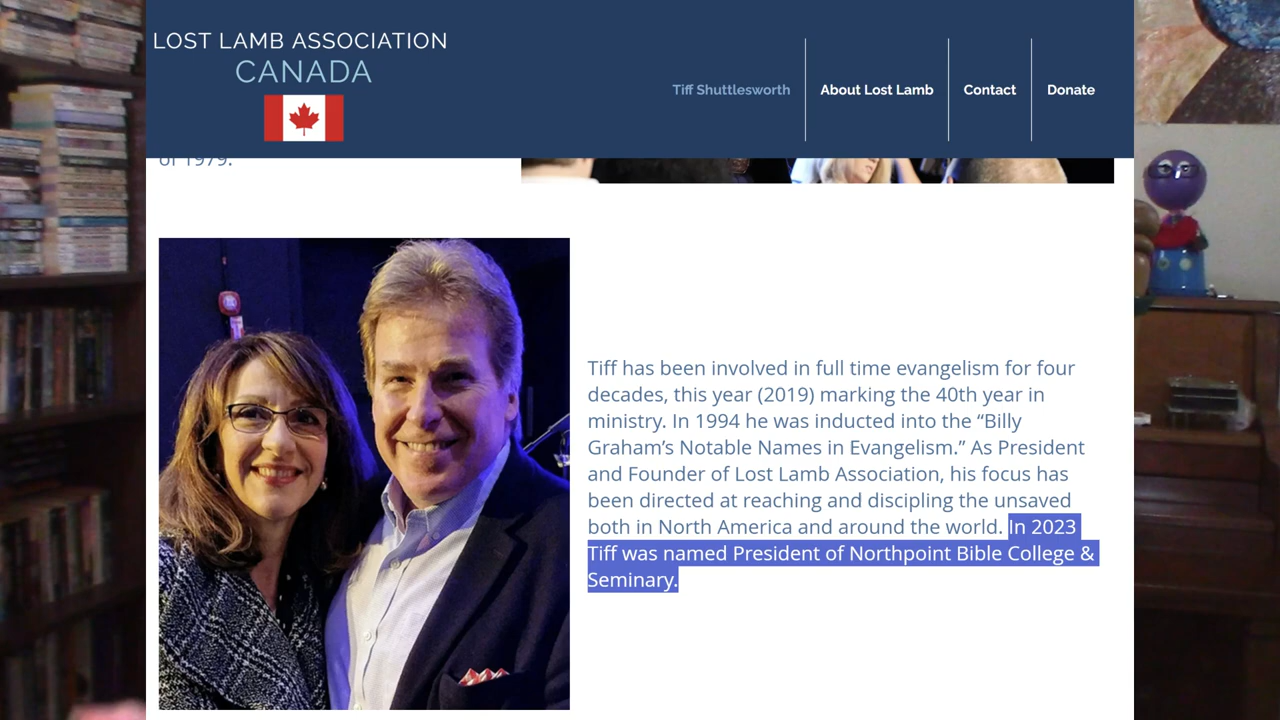 LOST LAMB ASSOCIATION
CANADA
Tiff Shuttlesworth
About Lost Lamb
Contact
Donate
of 1979.
Tiff has been involved in full time evangelism for four
decades, this year (2019) marking the 40th year in
ministry. In 1994 he was inducted into the “Billy
Graham’s Notable Names in Evangelism.” As President
and Founder of Lost Lamb Association, his focus has
been directed at reaching and discipling the unsaved
both in North America and around the world. In 2023
Tiff was named President of Northpoint Bible College &
Seminary.